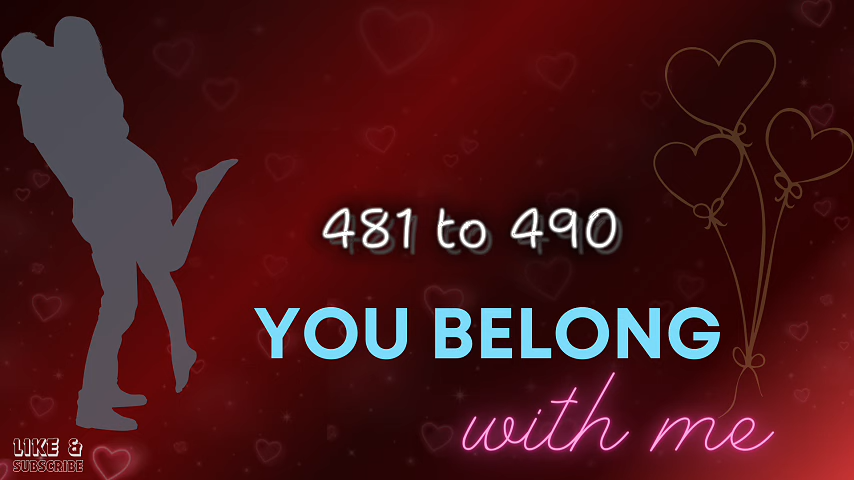 481 to 490
YOU BELONG
with me
LIKE &
SUBSCRIBE